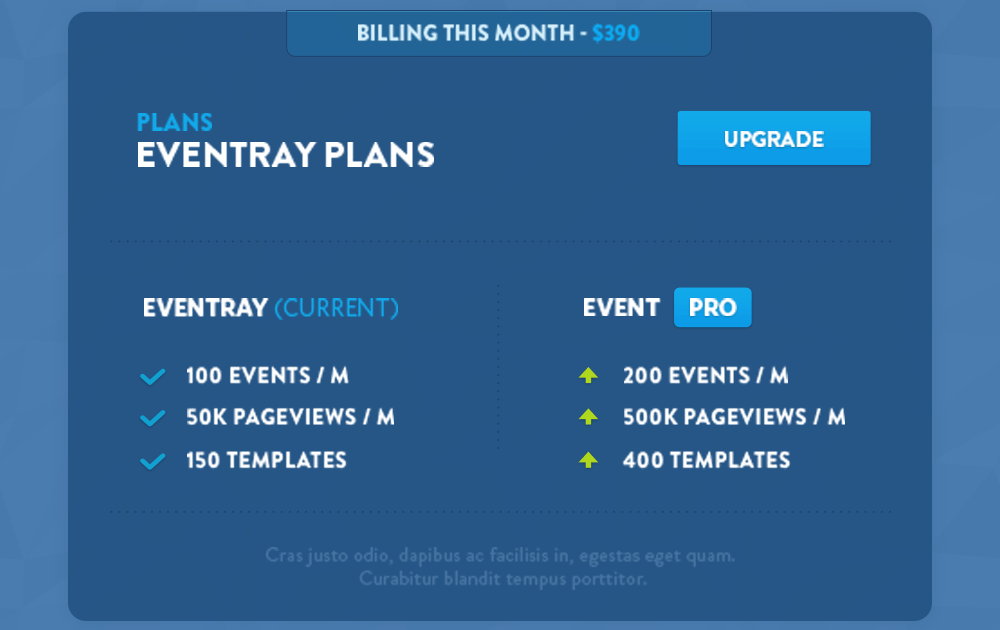 BILLING THIS MONTH - $390
PLANS
EVENTRAY PLANS
UPGRADE
EVENTRAY (CURRENT)
100 EVENTS / M
50K PAGEVIEWS / M
150 TEMPLATES
EVENT PRO
200 EVENTS / M
500K PAGEVIEWS / M
400 TEMPLATES
Cras justo odio, dapibus ac facilisis in, egestas eget quam.
Curabitur blandit tempus porttitor.